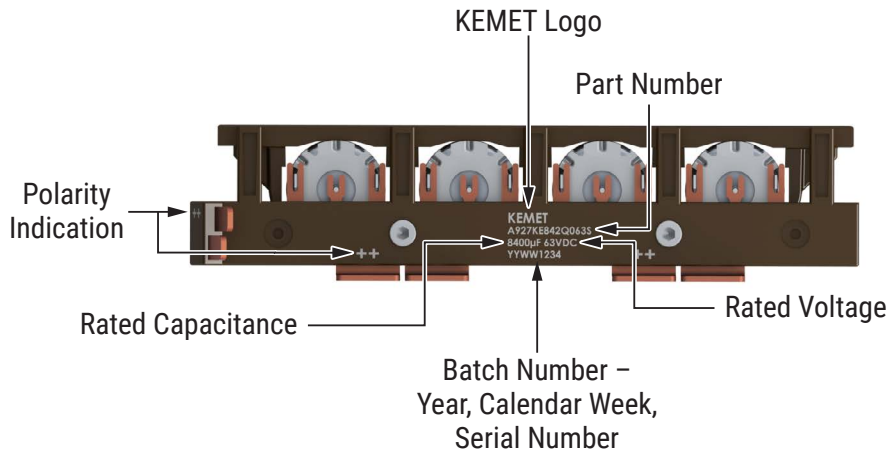 KEMET Logo
Part Number
Polarity
Indication
++
KEMET
A927KE842Q063S
8400µF 63VDC
YYWW1234
++
++
Rated Capacitance
Rated Voltage
Batch Number –
Year, Calendar Week,
Serial Number